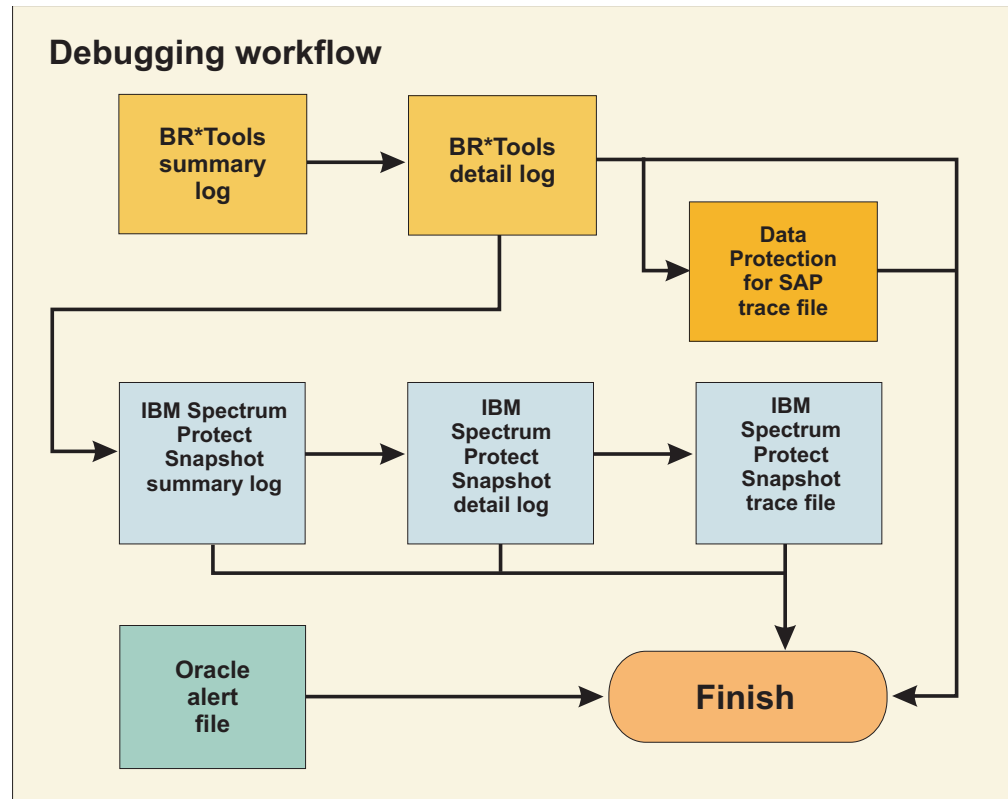 Debugging workflow
BR*Tools
summary
log
BR*Tools
detail log
Data
Protection
for SAP
trace file
IBM Spectrum
Protect
Snapshot
summary log
IBM
Spectrum
Protect
Snapshot
detail log
IBM
Spectrum
Protect
Snapshot
trace file
Oracle
alert
file
Finish